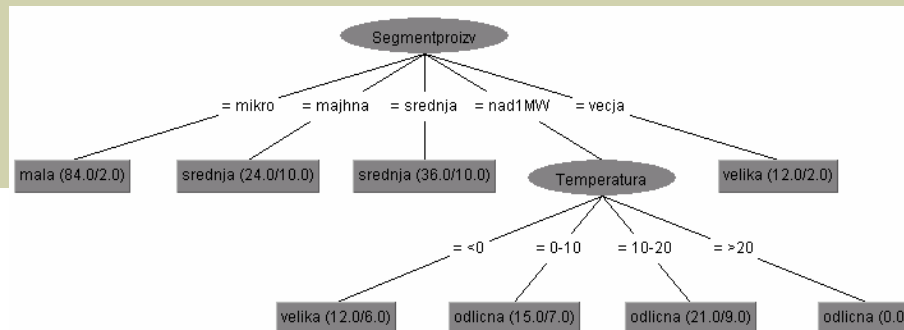 Segmentproizv
= mikro = majhna = srednja = nad1MW = vecja
mala (84.0/2.0) srednja (24.0/10.0) srednja (36.0/10.0) Temperatura velika (12.0/2.0)
= <0 = 0-10 = 10-20 = >20
velika (12.0/6.0) odlicna (15.0/7.0) odlicna (21.0/9.0) odlicna (0.0